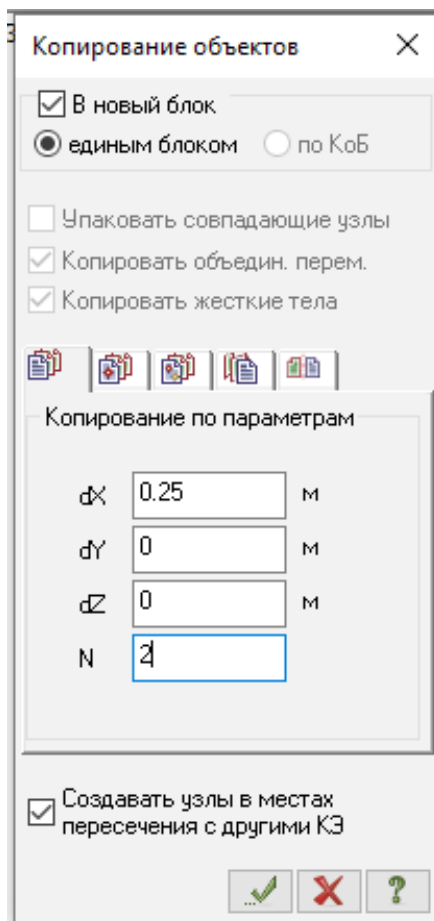 Копирование объектов
В новый блок
единым блоком по КоБ
Упаковать совпадающие узлы
Копировать объедин. перем.
Копировать жесткие тела
Копирование по параметрам
dX 0.25 м
dY 0 м
dZ 0 м
N 2
Создавать узлы в местах
пересечения с другими КЭ
?